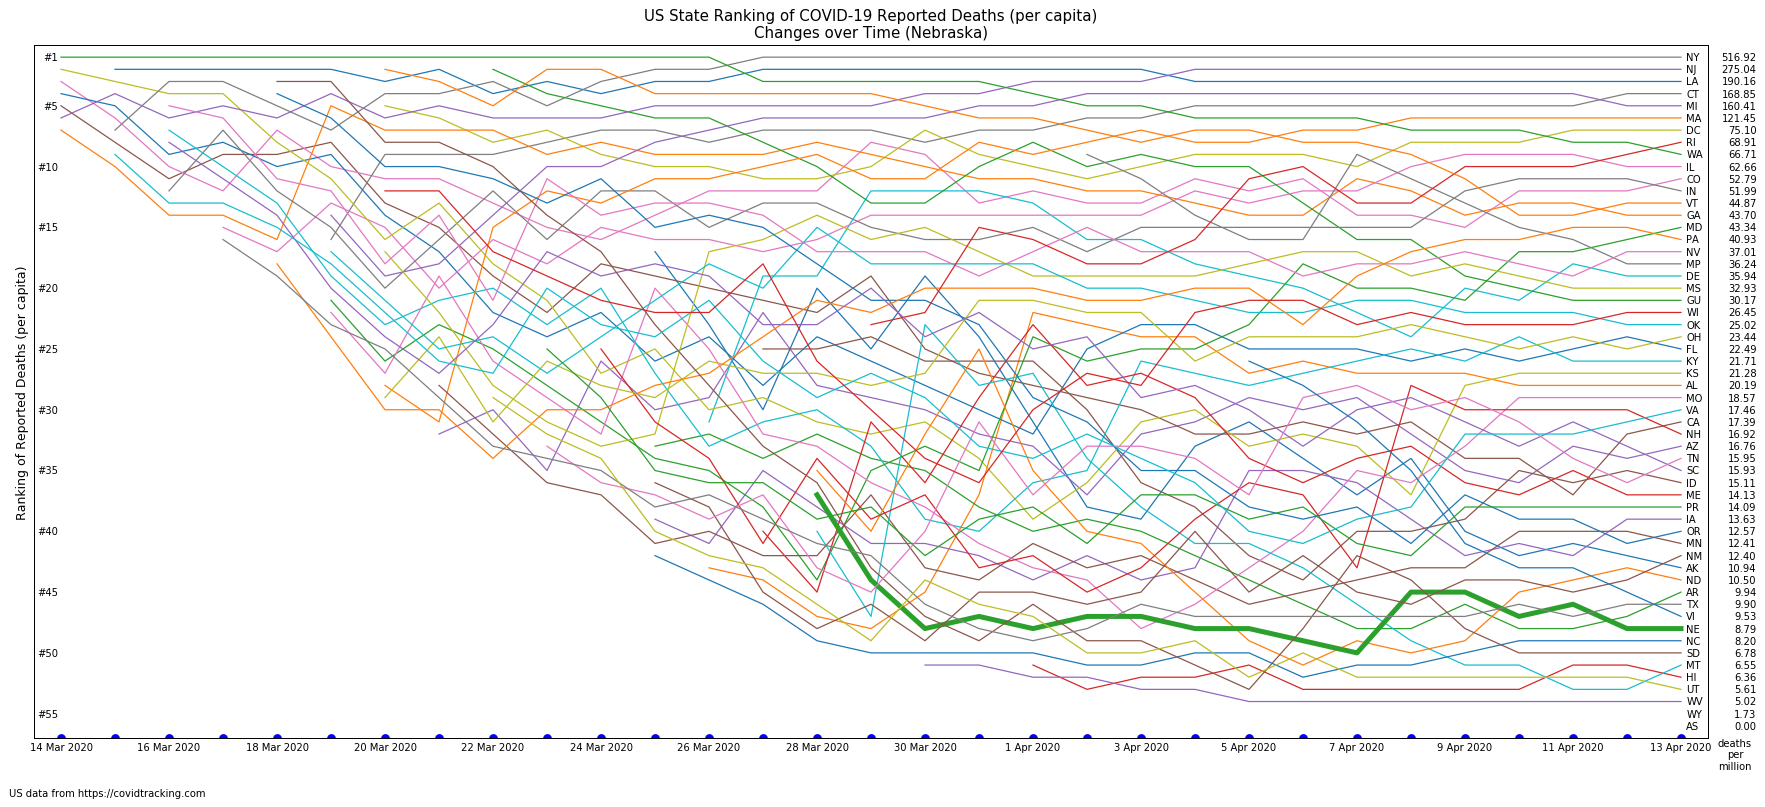 US State Ranking of COVID-19 Reported Deaths (per capita)
Changes over Time (Nebraska)
Ranking of Reported Deaths (per capita)
#1
#5
#10
#15
#20
#25
#30
#35
#40
#45
#50
#55
NY 516.92
NJ 275.04
LA 190.16
CT 168.85
MI 160.41
MA 121.45
DC 75.10
RI 68.91
WA 66.71
IL 62.66
CO 52.79
IN 51.99
VT 44.87
GA 43.70
MD 43.34
PA 40.93
NV 37.01
MP 36.24
DE 35.94
MS 32.93
GU 30.17
WI 26.45
OK 25.02
OH 23.44
FL 22.49
KY 21.71
KS 21.28
AL 20.19
MO 18.57
VA 17.46
CA 17.39
NH 16.92
AZ 16.76
TN 15.95
SC 15.93
ID 15.11
ME 14.13
PR 14.09
IA 13.63
OR 12.57
MN 12.41
NM 12.40
AK 10.94
ND 10.50
AR 9.94
TX 9.90
VI 9.53
NE 8.79
NC 8.20
SD 6.78
MT 6.55
HI 6.36
UT 5.61
WV 5.02
WY 1.73
AS 0.00
14 Mar 2020 16 Mar 2020 18 Mar 2020 20 Mar 2020 22 Mar 2020 24 Mar 2020 26 Mar 2020 28 Mar 2020 30 Mar 2020 1 Apr 2020 3 Apr 2020 5 Apr 2020 7 Apr 2020 9 Apr 2020 11 Apr 2020 13 Apr 2020
deaths
per
million
US data from https://covidtracking.com